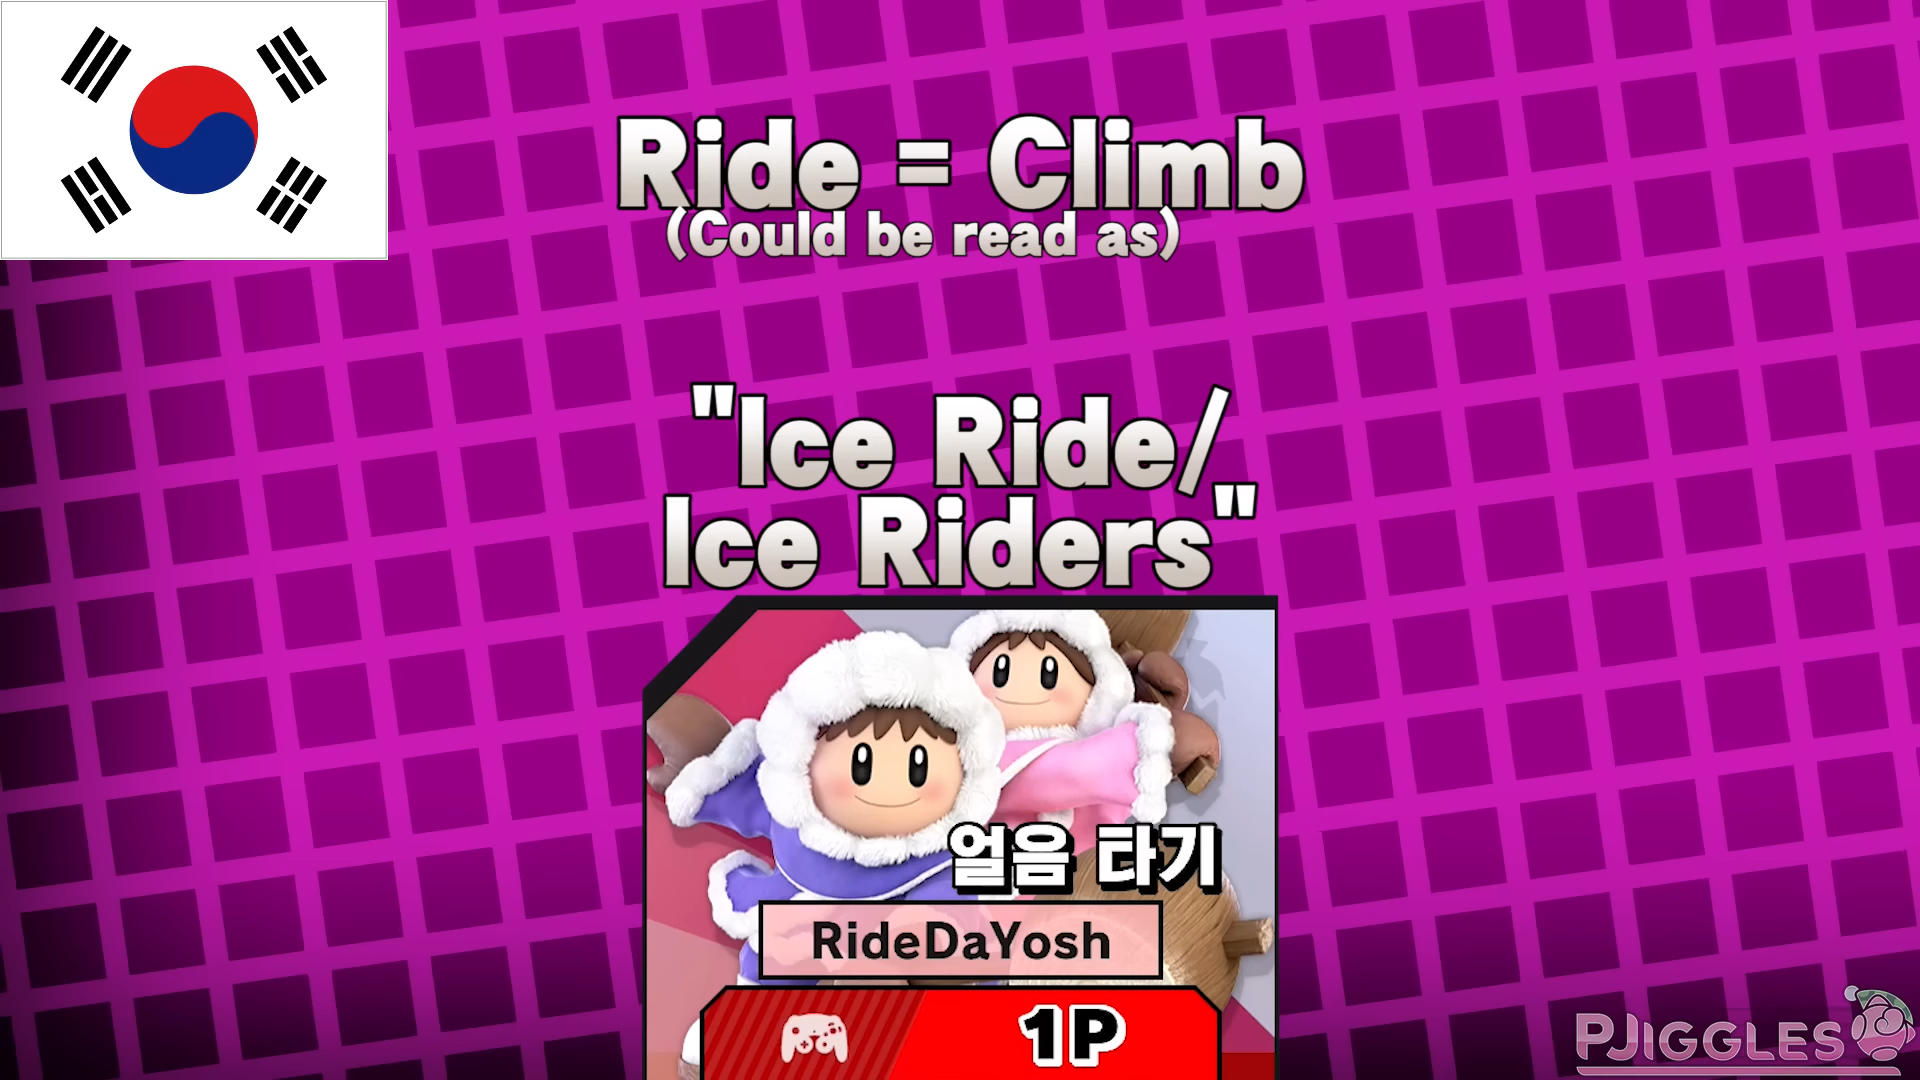 Ride = Climb
(Could be read as)
"Ice Ride/
Ice Riders"
얼음 타기
RideDaYosh
1P
PJIGGLES